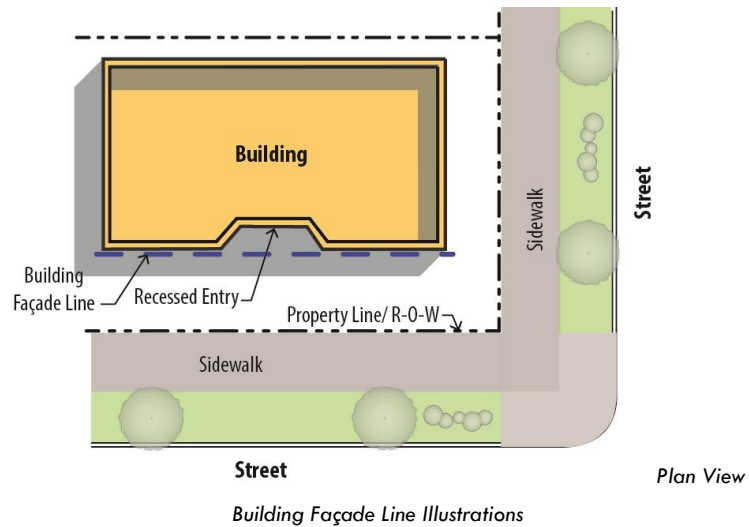 Building
Sidewalk
Street
Building
Façade Line
Recessed Entry
Property Line/ R-O-W
Sidewalk
Street
Plan View
Building Façade Line Illustrations